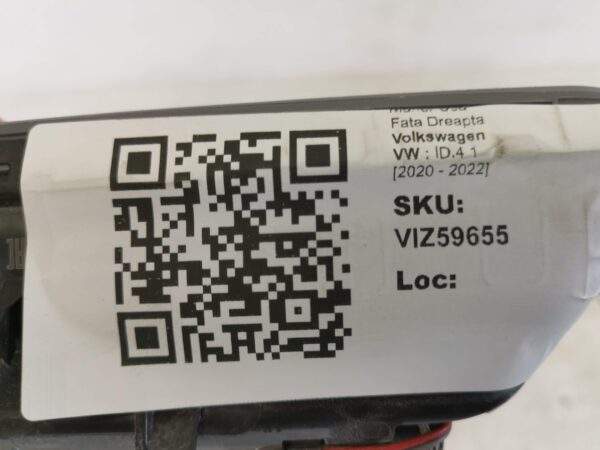 Fata Dreapta
Volkswagen
VW : ID.4 1
[2020 - 2022]
SKU:
VIZ59655
Loc: